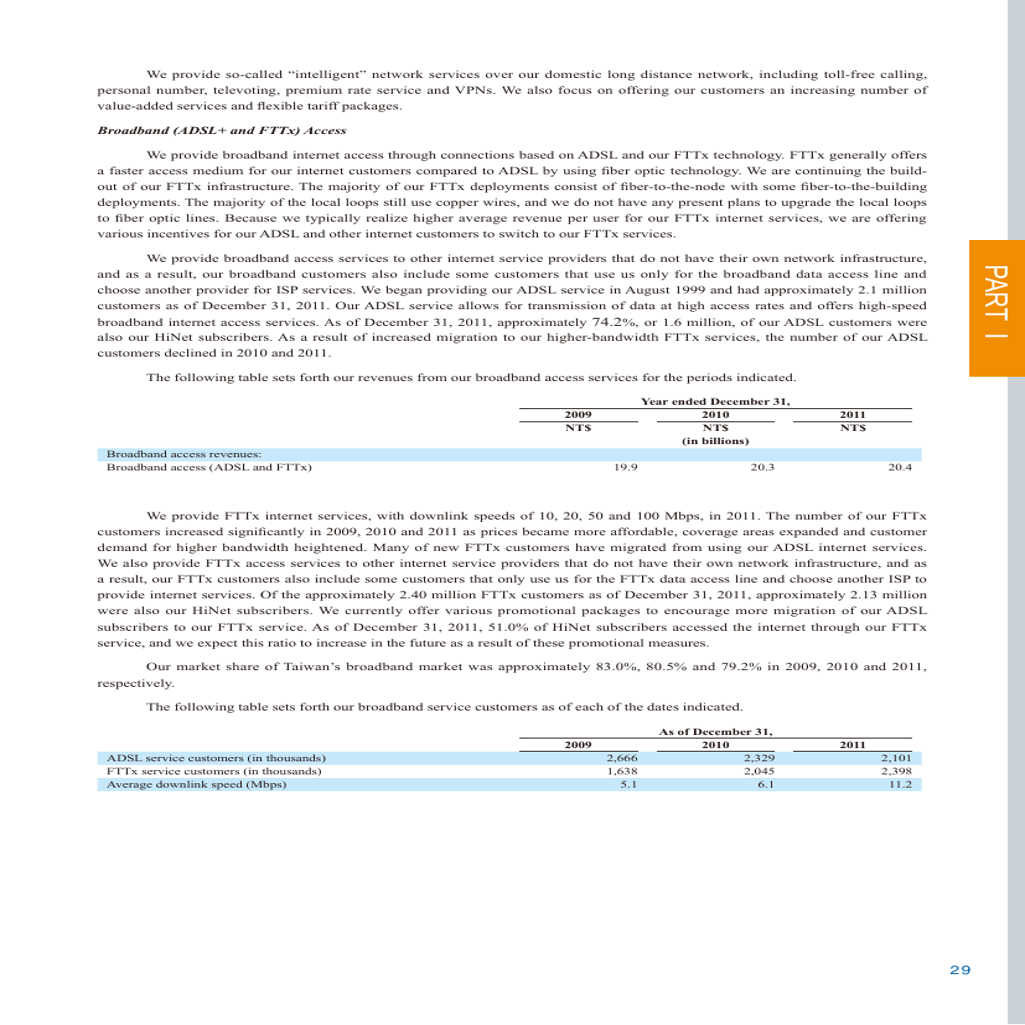 We provide so-called “intelligent” network services over our domestic long distance network, including toll-free calling,
personal number, televoting, premium rate service and VPNs. We also focus on offering our customers an increasing number of
value-added services and flexible tariff packages.
Broadband (ADSL+ and FTTx) Access
We provide broadband internet access through connections based on ADSL and our FTTx technology. FTTx generally offers
a faster access medium for our internet customers compared to ADSL by using fiber optic technology. We are continuing the build-
out of our FTTx infrastructure. The majority of our FTTx deployments consist of fiber-to-the-node with some fiber-to-the-building
deployments. The majority of the local loops still use copper wires, and we do not have any present plans to upgrade the local loops
to fiber optic lines. Because we typically realize higher average revenue per user for our FTTx internet services, we are offering
various incentives for our ADSL and other internet customers to switch to our FTTx services.
We provide broadband access services to other internet service providers that do not have their own network infrastructure,
and as a result, our broadband customers also include some customers that use us only for the broadband data access line and
choose another provider for ISP services. We began providing our ADSL service in August 1999 and had approximately 2.1 million
customers as of December 31, 2011. Our ADSL service allows for transmission of data at high access rates and offers high-speed
broadband internet access services. As of December 31, 2011, approximately 74.2%, or 1.6 million, of our ADSL customers were
also our HiNet subscribers. As a result of increased migration to our higher-bandwidth FTTx services, the number of our ADSL
customers declined in 2010 and 2011.
The following table sets forth our revenues from our broadband access services for the periods indicated.
Year ended December 31,
2009 2010 2011
NT$ NT$ NT$
(in billions)
Broadband access revenues:
Broadband access (ADSL and FTTx) 19.9 20.3 20.4
We provide FTTx internet services, with downlink speeds of 10, 20, 50 and 100 Mbps, in 2011. The number of our FTTx
customers increased significantly in 2009, 2010 and 2011 as prices became more affordable, coverage areas expanded and customer
demand for higher bandwidth heightened. Many of new FTTx customers have migrated from using our ADSL internet services.
We also provide FTTx access services to other internet service providers that do not have their own network infrastructure, and as
a result, our FTTx customers also include some customers that only use us for the FTTx data access line and choose another ISP to
provide internet services. Of the approximately 2.40 million FTTx customers as of December 31, 2011, approximately 2.13 million
were also our HiNet subscribers. We currently offer various promotional packages to encourage more migration of our ADSL
subscribers to our FTTx service. As of December 31, 2011, 51.0% of HiNet subscribers accessed the internet through our FTTx
service, and we expect this ratio to increase in the future as a result of these promotional measures.
Our market share of Taiwan’s broadband market was approximately 83.0%, 80.5% and 79.2% in 2009, 2010 and 2011,
respectively.
The following table sets forth our broadband service customers as of each of the dates indicated.
As of December 31,
2009 2010 2011
ADSL service customers (in thousands) 2,666 2,329 2,101
FTTx service customers (in thousands) 1,638 2,045 2,398
Average downlink speed (Mbps) 5.1 6.1 11.2
PART I
29